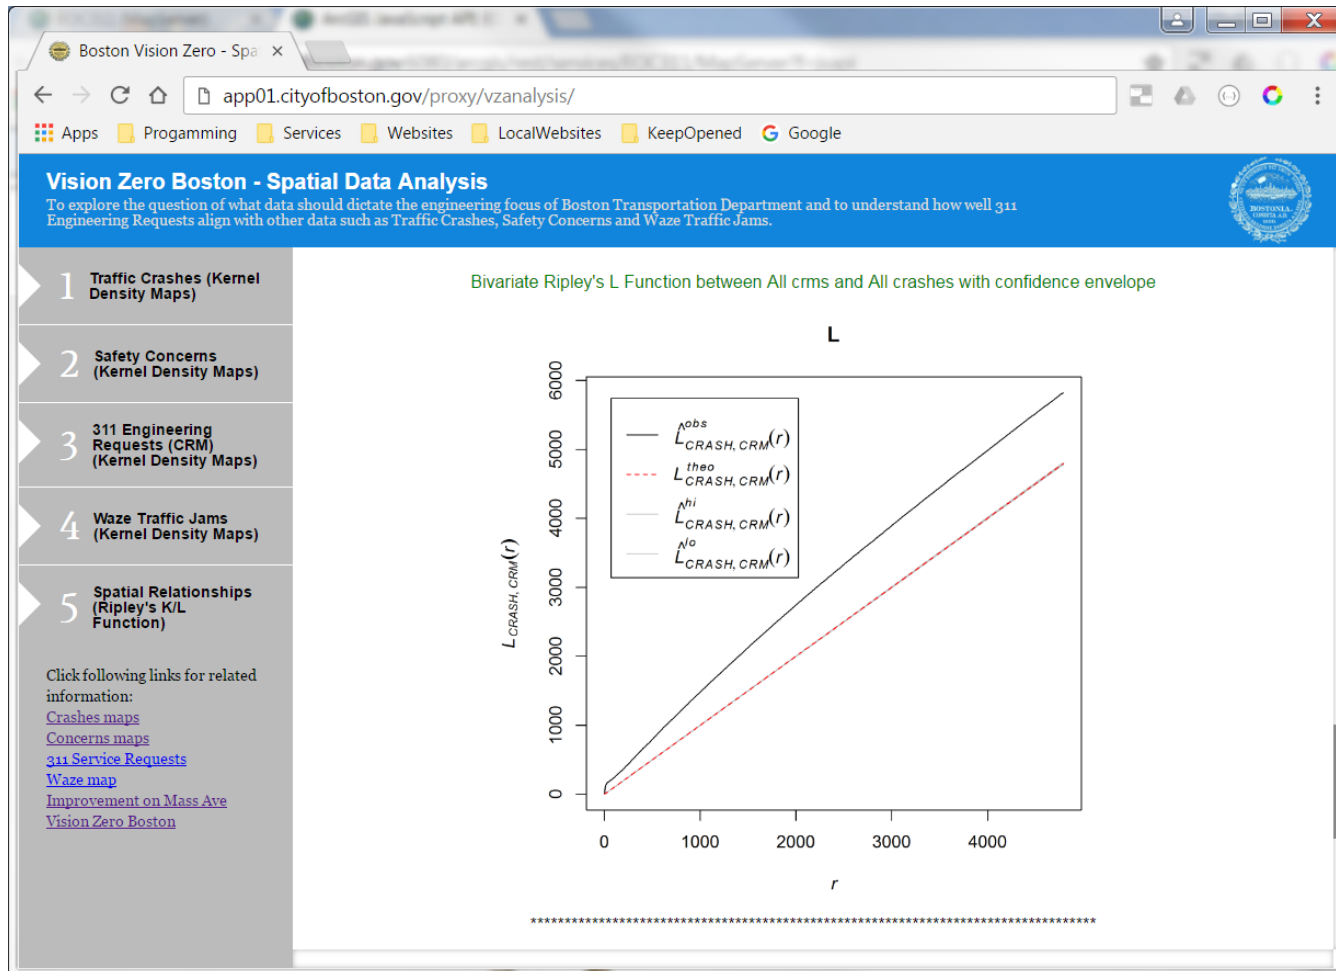 Boston Vision Zero - Spa
app01.cityofboston.gov/proxy/vzanalysis/
Apps Progamming Services Websites LocalWebsites KeepOpened Google
Vision Zero Boston - Spatial Data Analysis
To explore the question of what data should dictate the engineering focus of Boston Transportation Department and to understand how well 311
Engineering Requests align with other data such as Traffic Crashes, Safety Concerns and Waze Traffic Jams.
BOSTONIA
1 Traffic Crashes (Kernel
Density Maps)
2 Safety Concerns
(Kernel Density Maps)
3 311 Engineering
Requests (CRM)
(Kernel Density Maps)
4 Waze Traffic Jams
(Kernel Density Maps)
5 Spatial Relationships
(Ripley's K/L
Function)
Click following links for related
information:
Crashes maps
Concerns maps
311 Service Requests
Waze map
Improvement on Mass Ave
Vision Zero Boston
Bivariate Ripley's L Function between All crms and All crashes with confidence envelope
L
L̂ obs CRASH, CRM (r)
L theo CRASH, CRM (r)
L̂ hi CRASH, CRM (r)
L̂ lo CRASH, CRM (r)
L CRASH, CRM (r)
6000
5000
4000
3000
2000
1000
0
0 1000 2000 3000 4000
r
**********************************************************************************